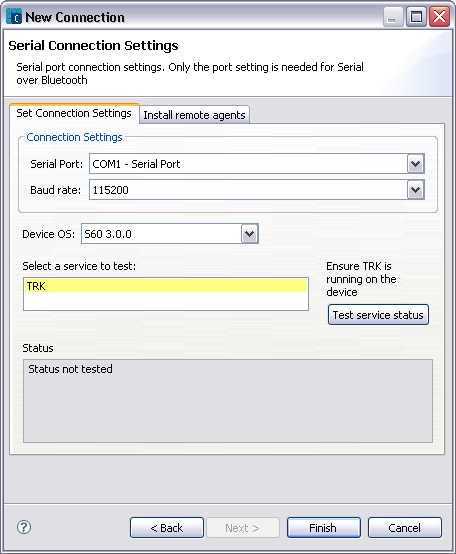 New Connection
Serial Connection Settings
Serial port connection settings. Only the port setting is needed for Serial
over Bluetooth
Set Connection Settings
Install remote agents
Connection Settings
Serial Port:
COM1 - Serial Port
Baud rate:
115200
Device OS:
S60 3.0.0
Select a service to test:
TRK
Ensure TRK is
running on the
device
Test service status
Status
Status not tested
?
< Back
Next >
Finish
Cancel